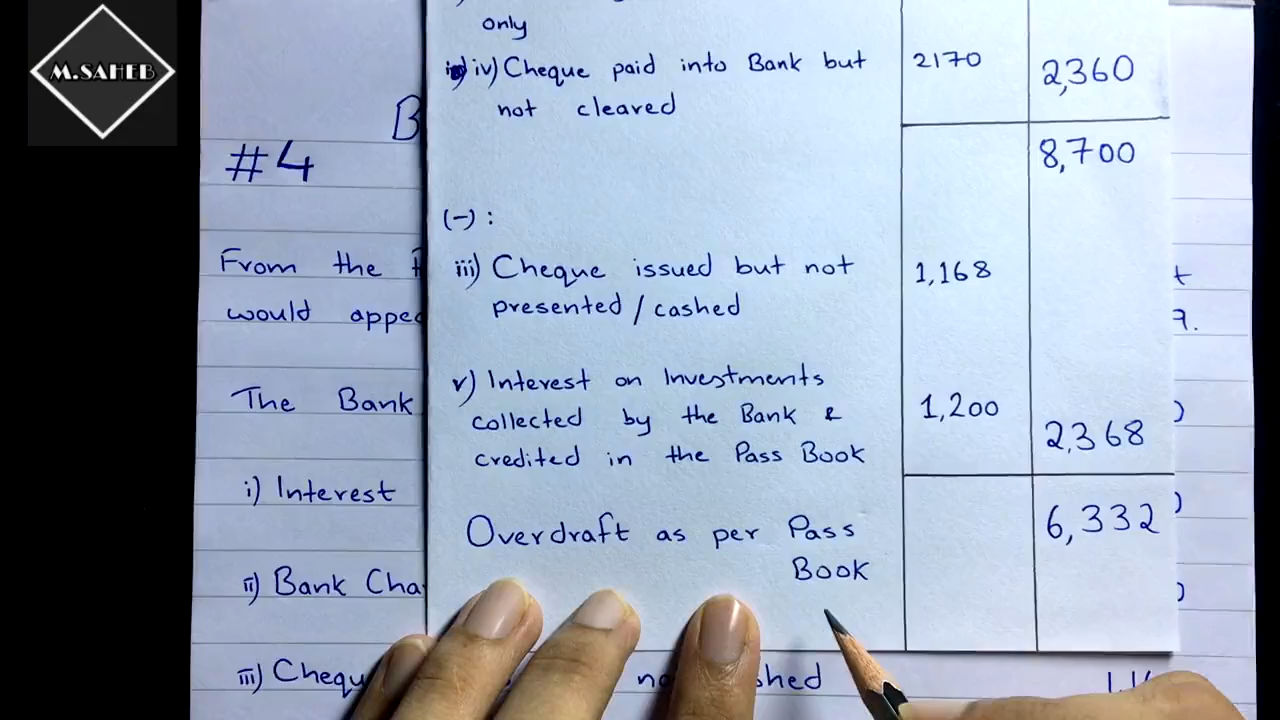 M.SAHEB
only
iv) Cheque paid into Bank but 2170 2,360
not cleared
#4
8,700
(-) :
From the
iii) Cheque issued but not 1,168
would appe
presented / cashed
v) Interest on Investments
The Bank
collected by the Bank & 1,200
credited in the Pass Book 2,368
i) Interest
Overdraft as per Pass 6,332
Book
ii) Bank Cha
iii) Chequ